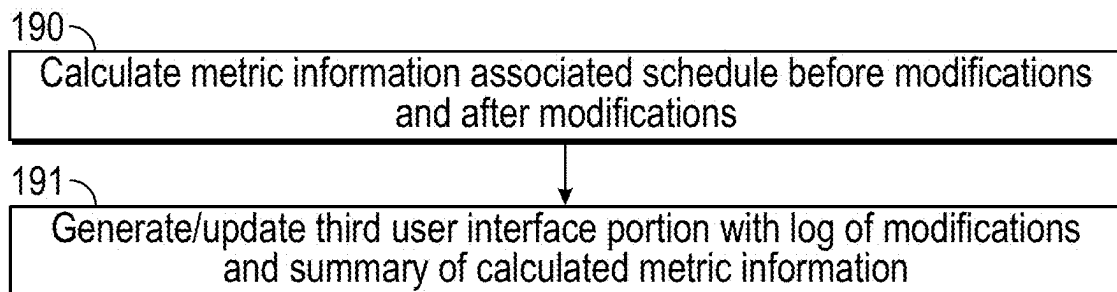 190
Calculate metric information associated schedule before modifications
and after modifications
191
Generate/update third user interface portion with log of modifications
and summary of calculated metric information